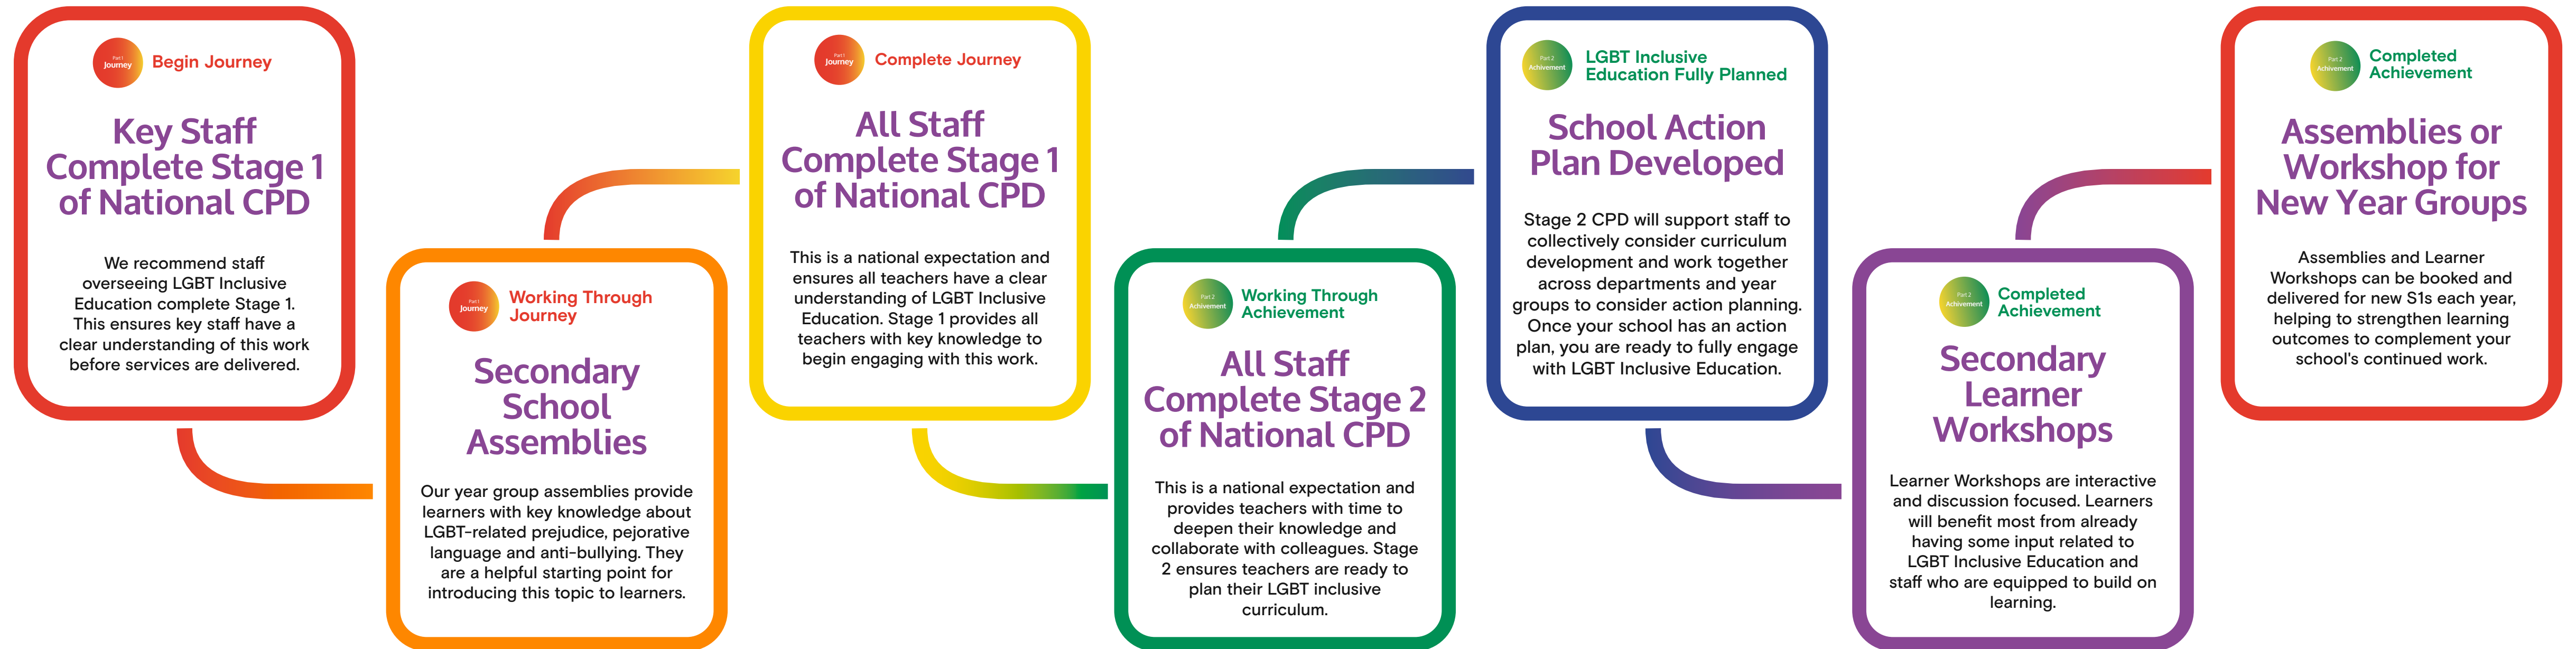 Part 1
Journey
Begin Journey
Key Staff
Complete Stage 1
of National CPD
We recommend staff
overseeing LGBT Inclusive
Education complete Stage 1.
This ensures key staff have a
clear understanding of this work
before services are delivered.
Part 1
Journey
Working Through
Journey
Secondary
School
Assemblies
Our year group assemblies provide
learners with key knowledge about
LGBT-related prejudice, pejorative
language and anti-bullying. They
are a helpful starting point for
introducing this topic to learners.
Part 1
Journey
Complete Journey
All Staff
Complete Stage 1
of National CPD
This is a national expectation and
ensures all teachers have a clear
understanding of LGBT Inclusive
Education. Stage 1 provides all
teachers with key knowledge to
begin engaging with this work.
Part 2
Achievement
Working Through
Achievement
All Staff
Complete Stage 2
of National CPD
This is a national expectation and
provides teachers with time to
deepen their knowledge and
collaborate with colleagues. Stage
2 ensures teachers are ready to
plan their LGBT inclusive
curriculum.
Part 2
Achivement
LGBT Inclusive
Education Fully Planned
School Action
Plan Developed
Stage 2 CPD will support staff to
collectively consider curriculum
development and work together
across departments and year
groups to consider action planning.
Once your school has an action
plan, you are ready to fully engage
with LGBT Inclusive Education.
Part 2
Achievement
Completed
Achievement
Secondary
Learner
Workshops
Learner Workshops are interactive
and discussion focused. Learners
will benefit most from already
having some input related to
LGBT Inclusive Education and
staff who are equipped to build on
learning.
Part 2
Achievement
Completed
Achievement
Assemblies or
Workshop for
New Year Groups
Assemblies and Learner
Workshops can be booked and
delivered for new S1s each year,
helping to strengthen learning
outcomes to complement your
school's continued work.